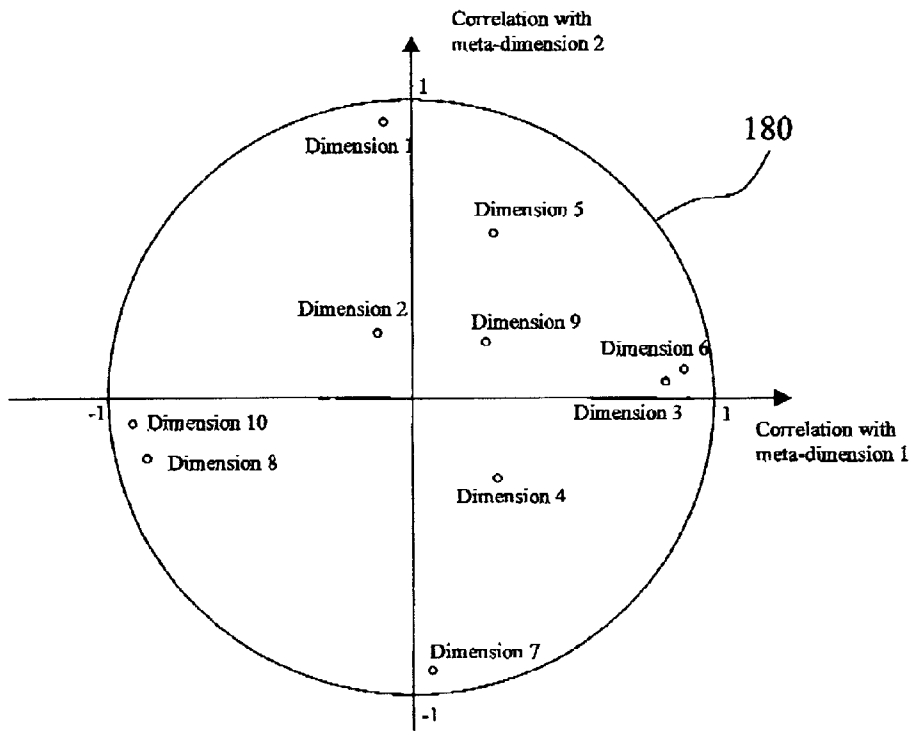 Correlation with
meta-dimension 2
1
180
Dimension 1
Dimension 5
Dimension 2
Dimension 9
Dimension 6
-1
Dimension 3
1
Dimension 10
Correlation with
meta-dimension 1
Dimension 8
Dimension 4
Dimension 7
-1